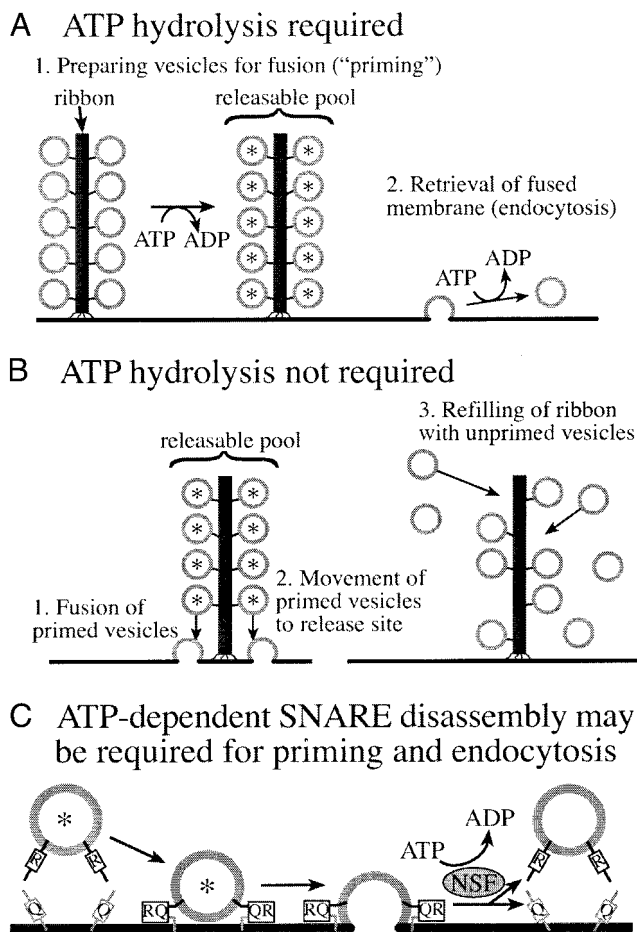 A ATP hydrolysis required
1. Preparing vesicles for fusion ("priming")
ribbon
releasable pool
* *
* *
* *
* *
* *
ATP ADP
2. Retrieval of fused
membrane (endocytosis)
ATP ADP
B ATP hydrolysis not required
releasable pool
* *
* *
* *
* *
1. Fusion of
primed vesicles
2. Movement of
primed vesicles
to release site
3. Refilling of ribbon
with unprimed vesicles
C ATP-dependent SNARE disassembly may
be required for priming and endocytosis
*
R R
Q Q
*
RQ QR
RQ QR
ATP ADP
NSF
R R
Q Q